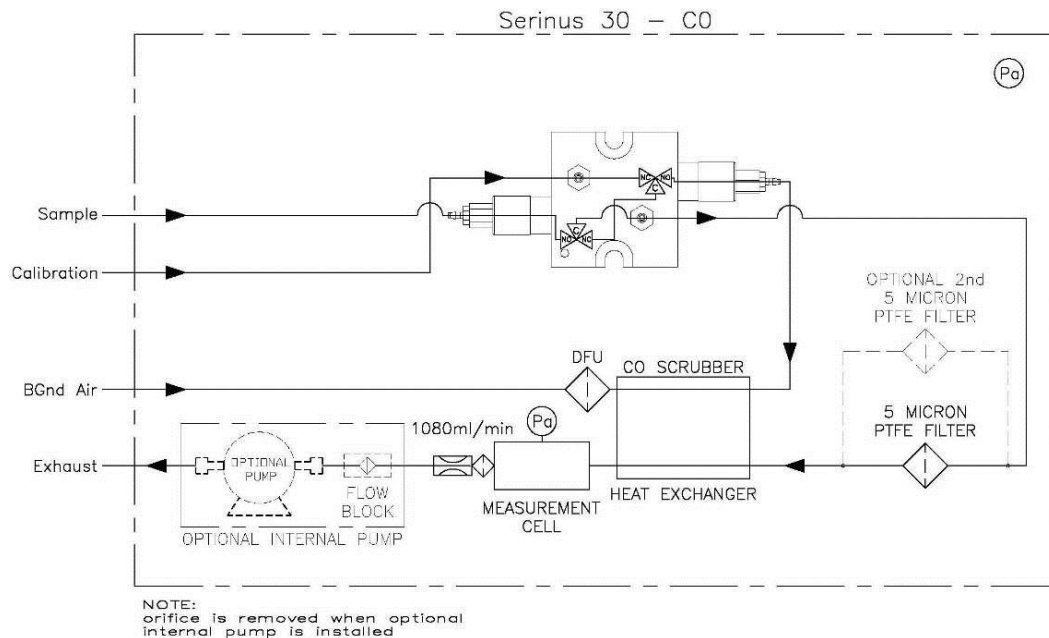 Serinus 30 - CO
Pa
NC NO
C
Sample
C
NO NC
Calibration
OPTIONAL 2nd
5 MICRON
PTFE FILTER
DFU
CO SCRUBBER
BGnd Air
1080ml/min
Pa
5 MICRON
PTFE FILTER
Exhaust
OPTIONAL
PUMP
FLOW
BLOCK
MEASUREMENT
CELL
HEAT EXCHANGER
OPTIONAL INTERNAL PUMP
NOTE:
orifice is removed when optional
internal pump is installed